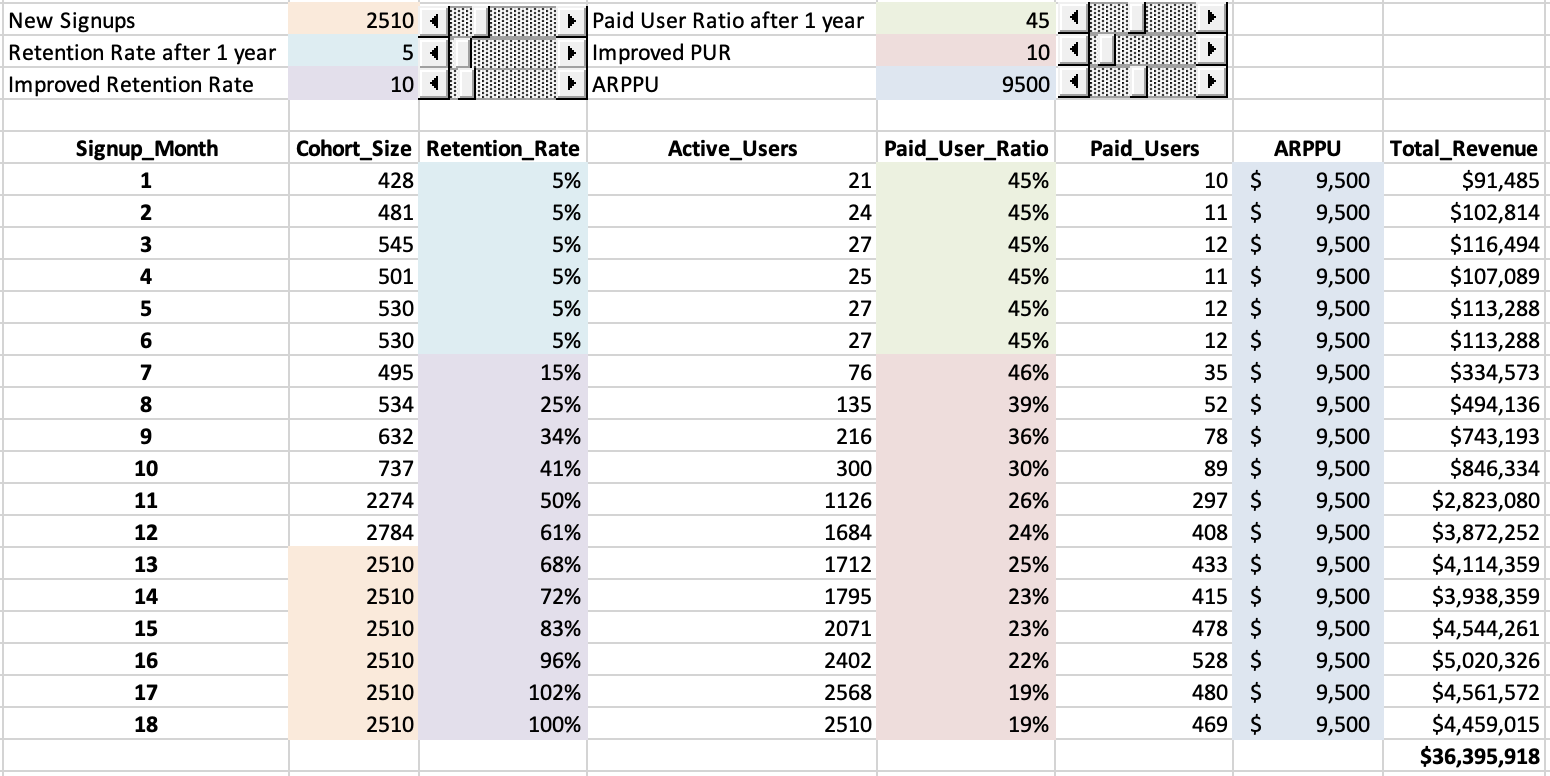 New Signups 2510 Paid User Ratio after 1 year 45
Retention Rate after 1 year 5 Improved PUR 10
Improved Retention Rate 10 ARPPU 9500
Signup_Month Cohort_Size Retention_Rate Active_Users Paid_User_Ratio Paid_Users ARPPU Total_Revenue
1 428 5% 21 45% 10 $ 9,500 $91,485
2 481 5% 24 45% 11 $ 9,500 $102,814
3 545 5% 27 45% 12 $ 9,500 $116,494
4 501 5% 25 45% 11 $ 9,500 $107,089
5 530 5% 27 45% 12 $ 9,500 $113,288
6 530 5% 27 45% 12 $ 9,500 $113,288
7 495 15% 76 46% 35 $ 9,500 $334,573
8 534 25% 135 39% 52 $ 9,500 $494,136
9 632 34% 216 36% 78 $ 9,500 $743,193
10 737 41% 300 30% 89 $ 9,500 $846,334
11 2274 50% 1126 26% 297 $ 9,500 $2,823,080
12 2784 61% 1684 24% 408 $ 9,500 $3,872,252
13 2510 68% 1712 25% 433 $ 9,500 $4,114,359
14 2510 72% 1795 23% 415 $ 9,500 $3,938,359
15 2510 83% 2071 23% 478 $ 9,500 $4,544,261
16 2510 96% 2402 22% 528 $ 9,500 $5,020,326
17 2510 102% 2568 19% 480 $ 9,500 $4,561,572
18 2510 100% 2510 19% 469 $ 9,500 $4,459,015
$36,395,918